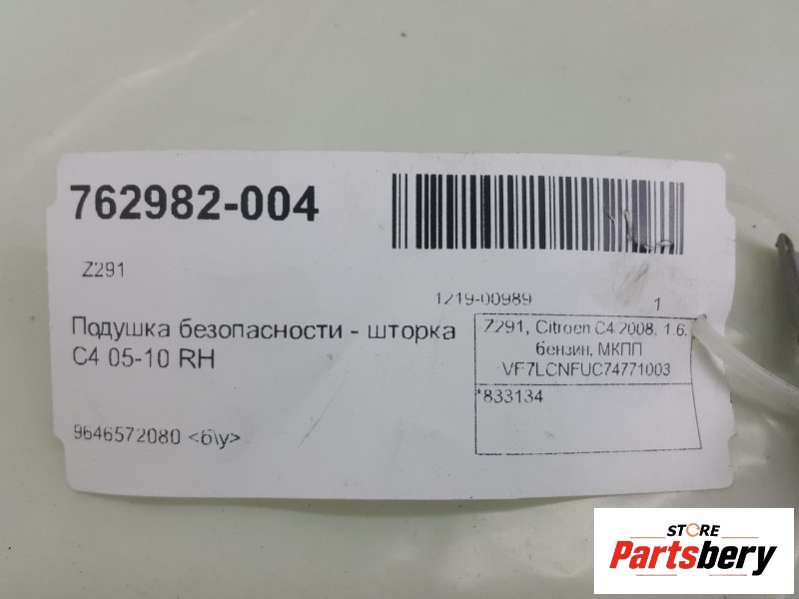 762982-004
Z291
1219-00989 1
Подушка безопасности - шторка
C4 05-10 RH
Z291, Citroen C4 2008, 1.6,
бензин, МКПП
VF7LCNFUC74771003
*833134
9646572080 <б\у>
STORE
Partsbery